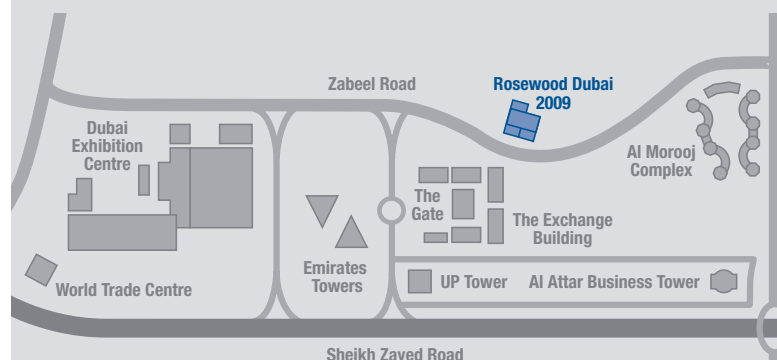 Zabeel Road
Rosewood Dubai
2009
Dubai
Exhibition
Centre
Al Morooj
Complex
The
Gate
The Exchange
Building
Emirates
Towers
UP Tower
Al Attar Business Tower
World Trade Centre
Sheikh Zayed Road